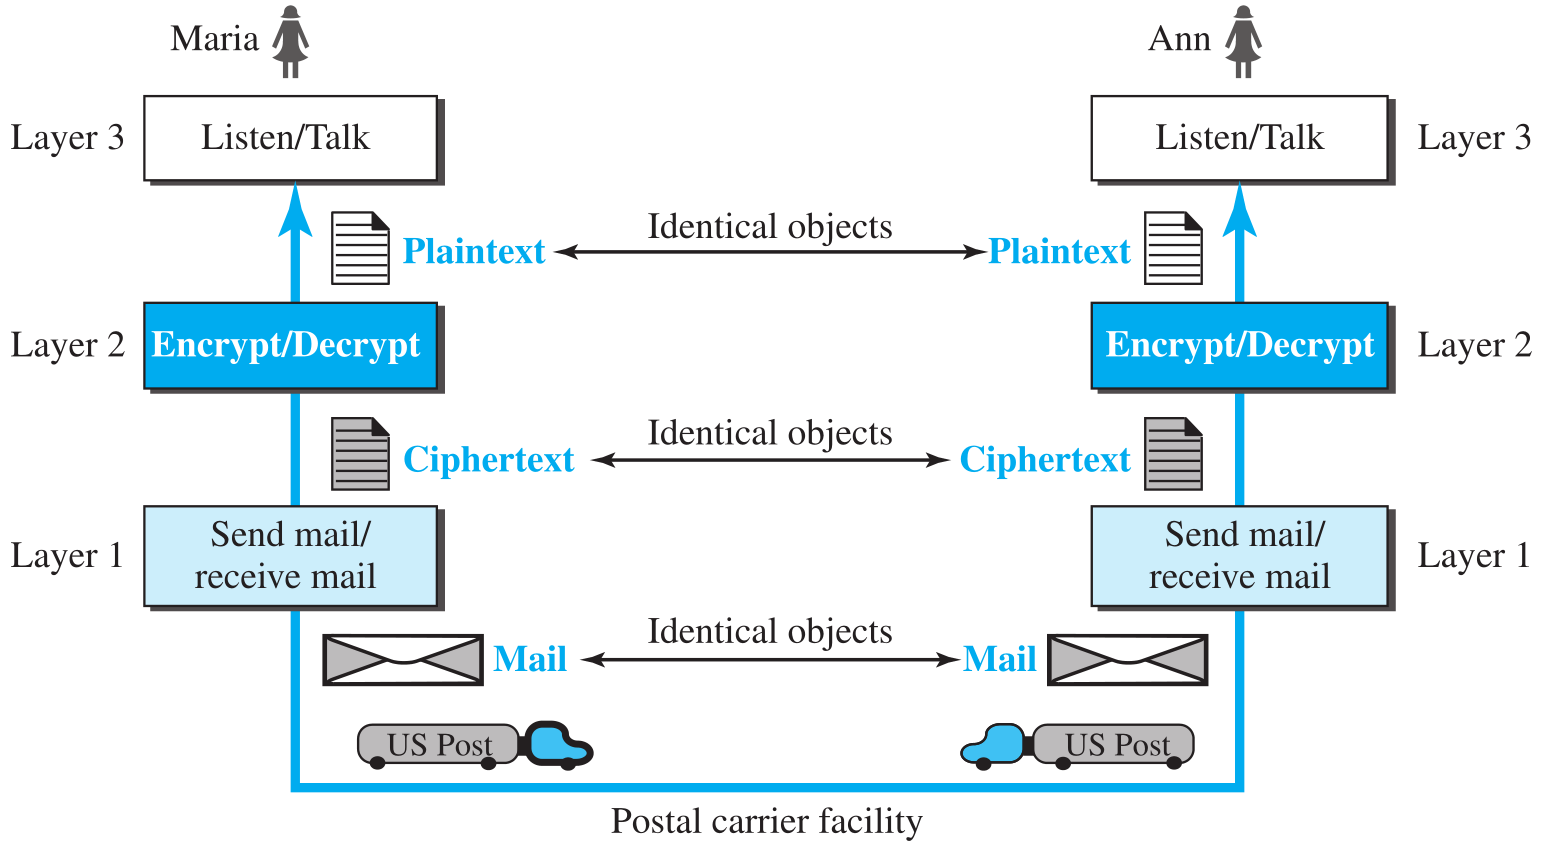 Maria
Ann
Layer 3
Listen/Talk
Listen/Talk
Layer 3
Identical objects
Plaintext
Plaintext
Layer 2
Encrypt/Decrypt
Encrypt/Decrypt
Layer 2
Identical objects
Ciphertext
Ciphertext
Layer 1
Send mail/
receive mail
Send mail/
receive mail
Layer 1
Identical objects
Mail
Mail
US Post
US Post
Postal carrier facility